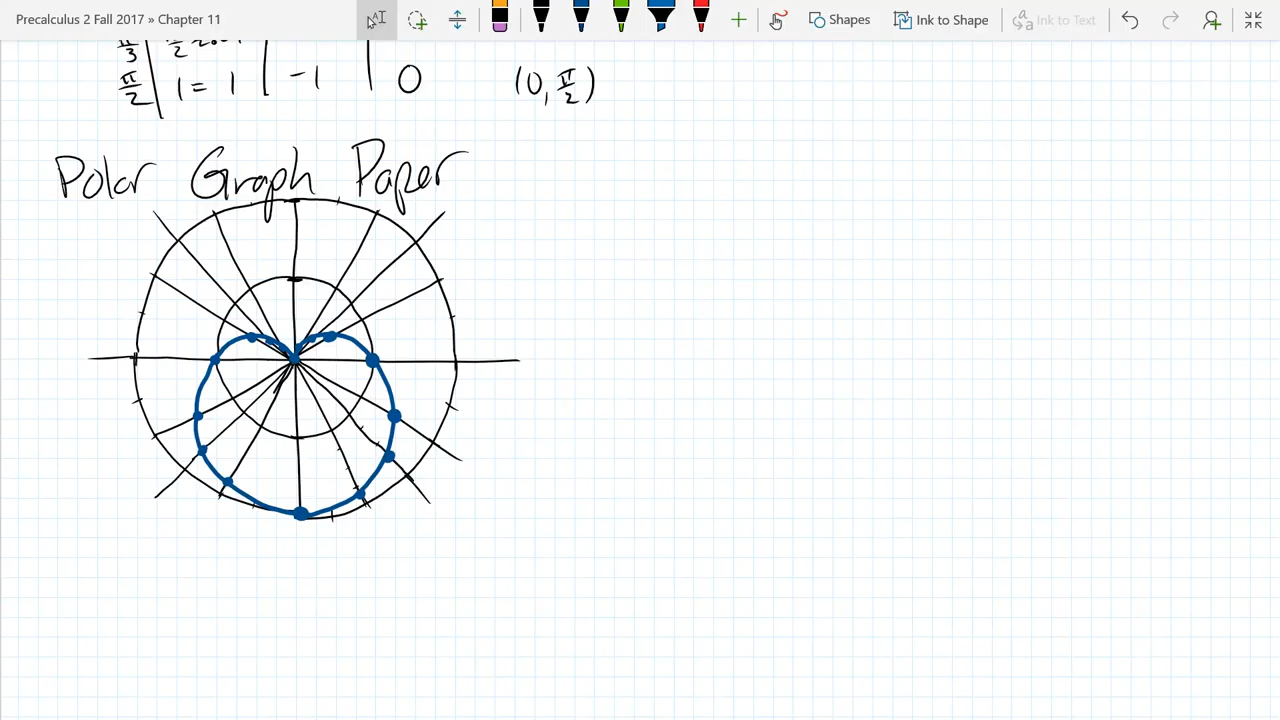 Precalculus 2 Fall 2017 » Chapter 11
Shapes
Ink to Shape
Ink to Text
π/3
π/2 | 1 = 1 | -1 | 0 (0, π/2)
Polar Graph Paper